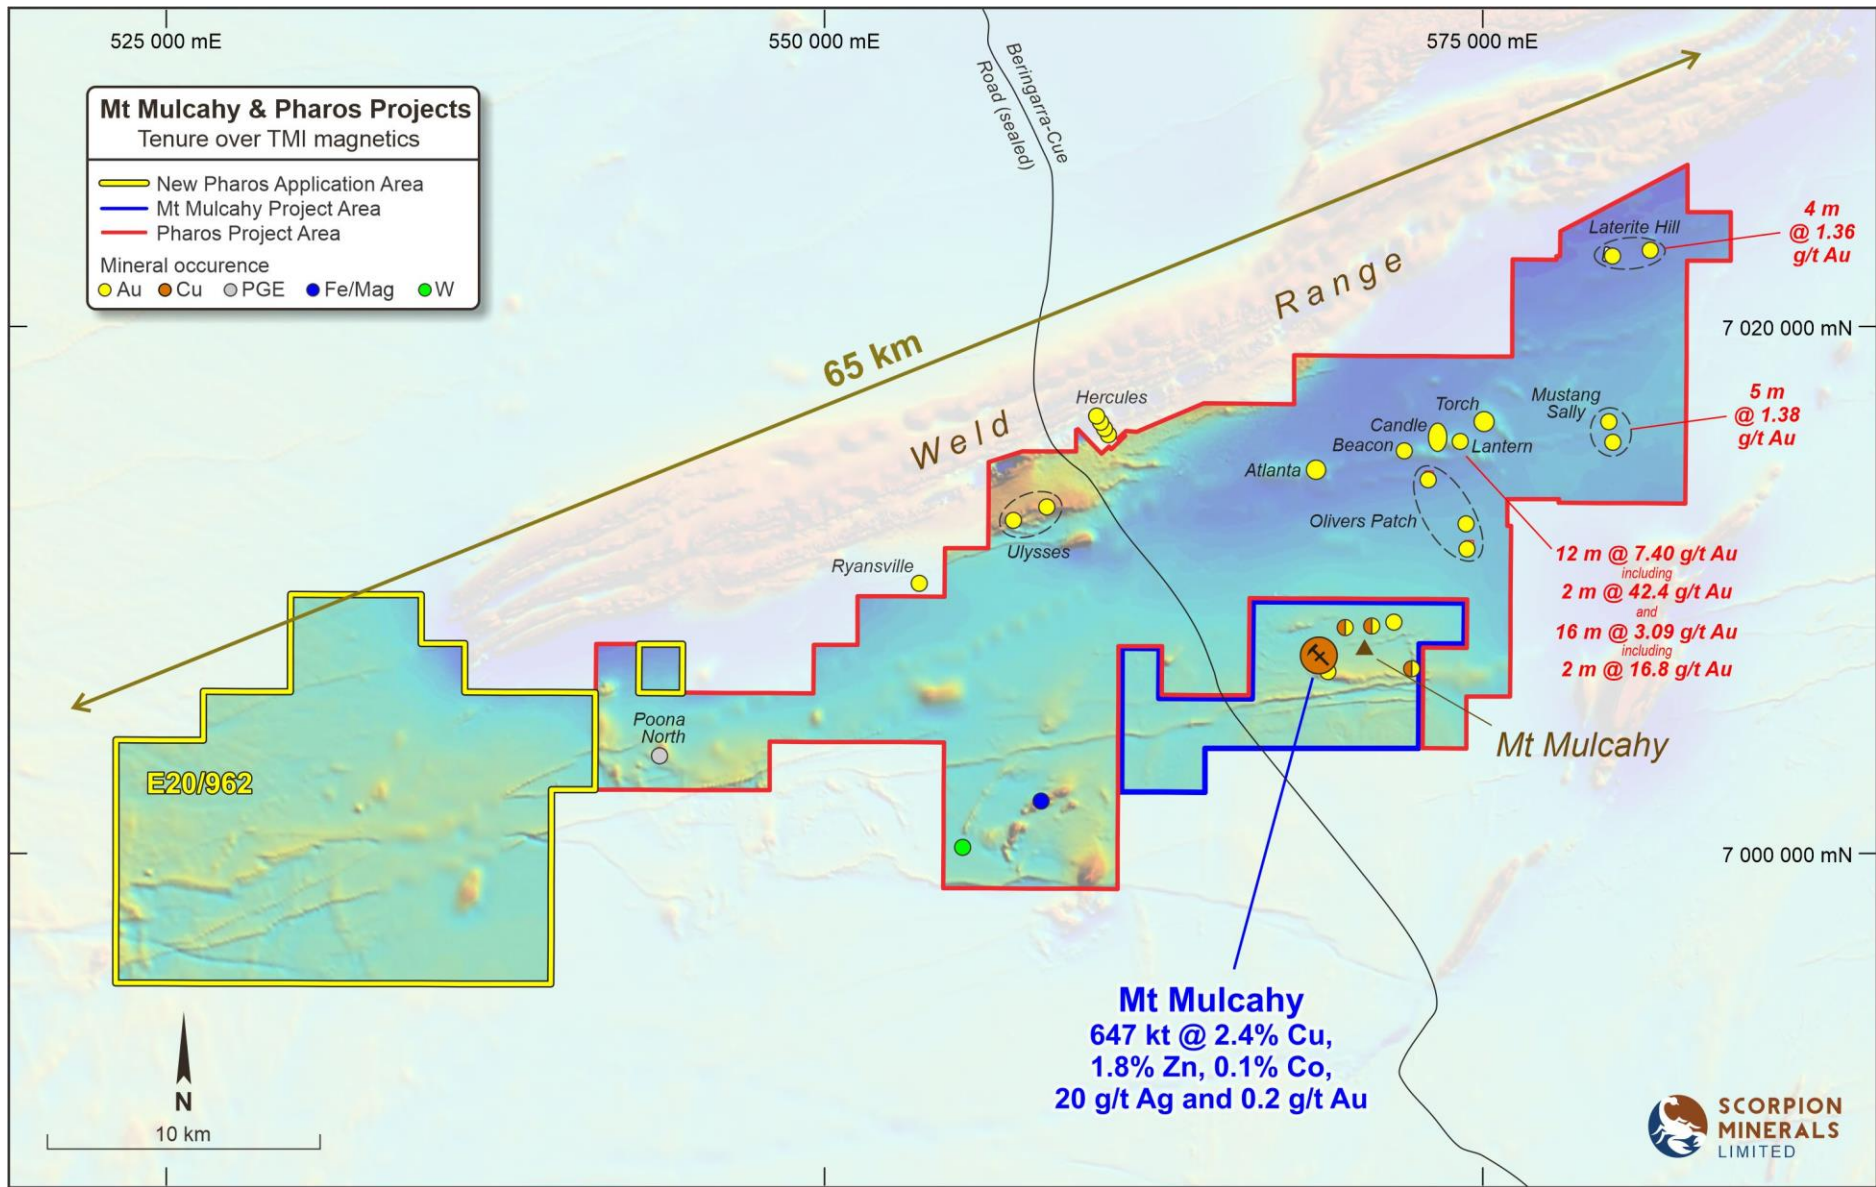 525 000 mE
550 000 mE
575 000 mE
Mt Mulcahy & Pharos Projects
Tenure over TMI magnetics
New Pharos Application Area
Mt Mulcahy Project Area
Pharos Project Area
Mineral occurence
Au
Cu
PGE
Fe/Mag
W
Beringarra-Cue
Road (sealed)
65 km
Weld Range
Laterite Hill
4 m
@ 1.36
g/t Au
7 020 000 mN
Hercules
Mustang
Sally
5 m
@ 1.38
g/t Au
Torch
Candle
Beacon
Lantern
Atlanta
Olivers Patch
Ulysses
Ryansville
12 m @ 7.40 g/t Au
including
2 m @ 42.4 g/t Au
and
16 m @ 3.09 g/t Au
including
2 m @ 16.8 g/t Au
Poona
North
Mt Mulcahy
E20/962
7 000 000 mN
Mt Mulcahy
647 kt @ 2.4% Cu,
1.8% Zn, 0.1% Co,
20 g/t Ag and 0.2 g/t Au
N
10 km
SCORPION
MINERALS
LIMITED